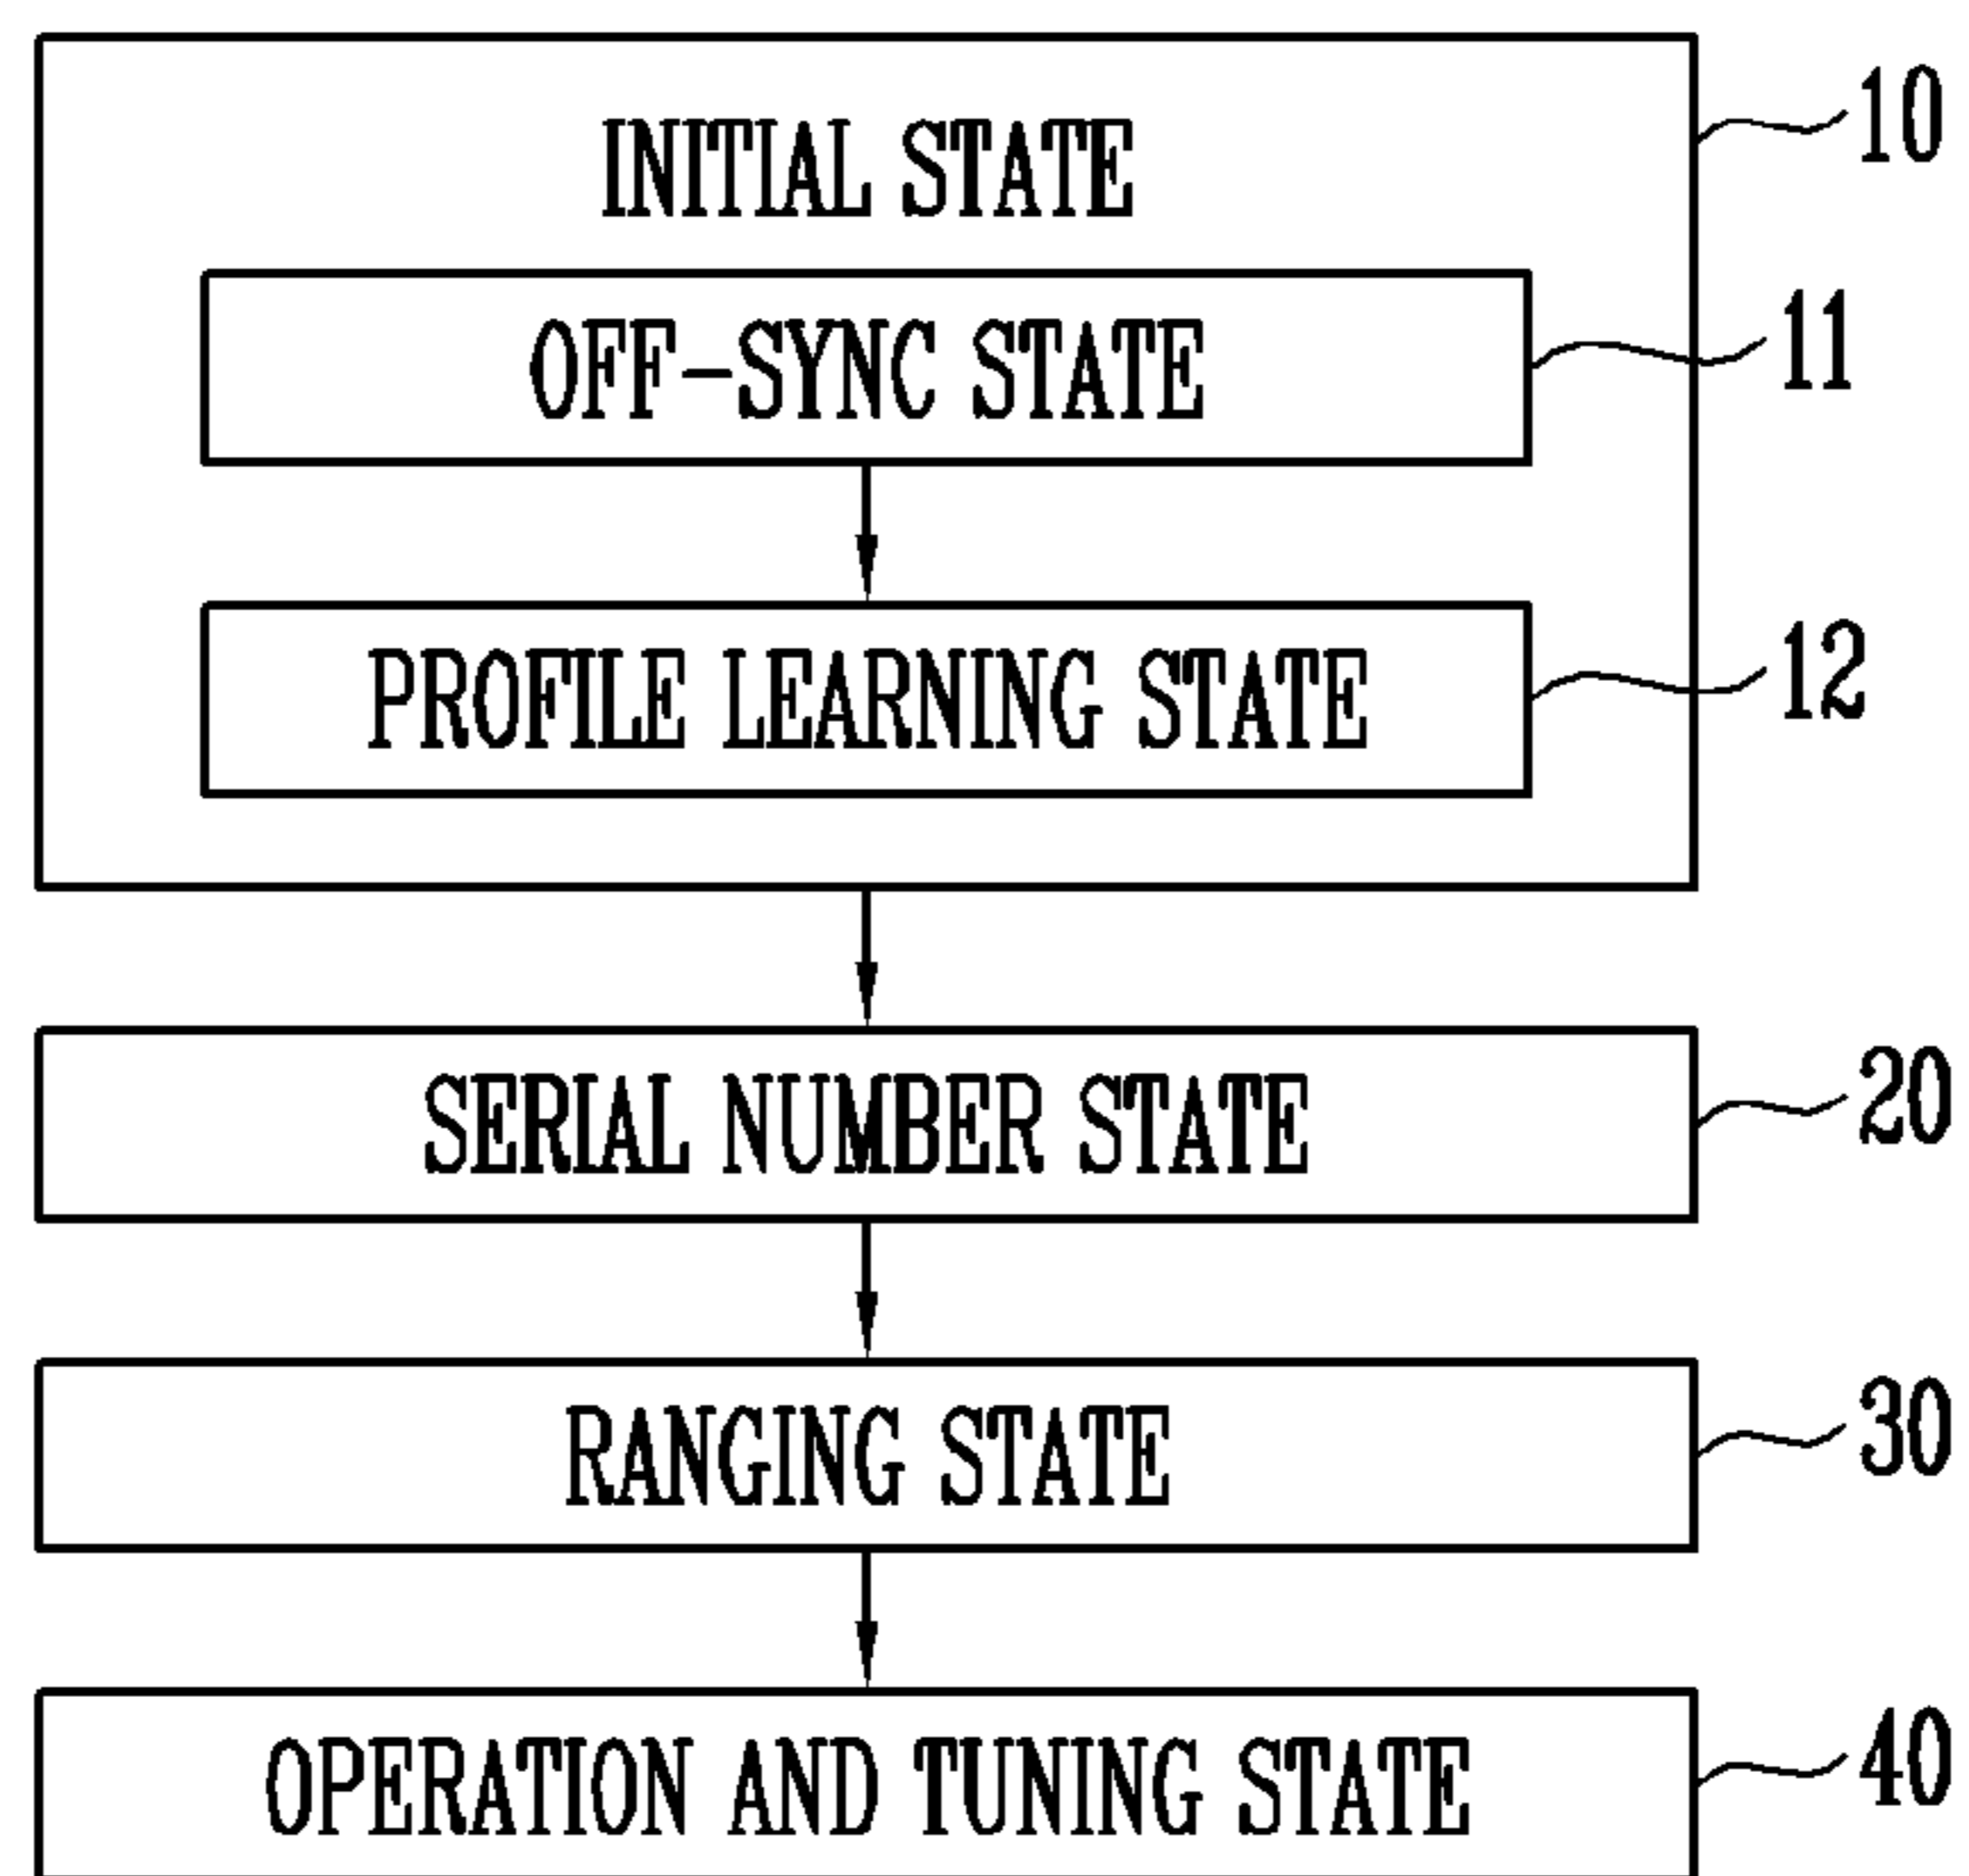 INITIAL STATE
10
OFF-SYNC STATE
11
PROFILE LEARNING STATE
12
SERIAL NUMBER STATE
20
RANGING STATE
30
OPERATION AND TUNING STATE
40